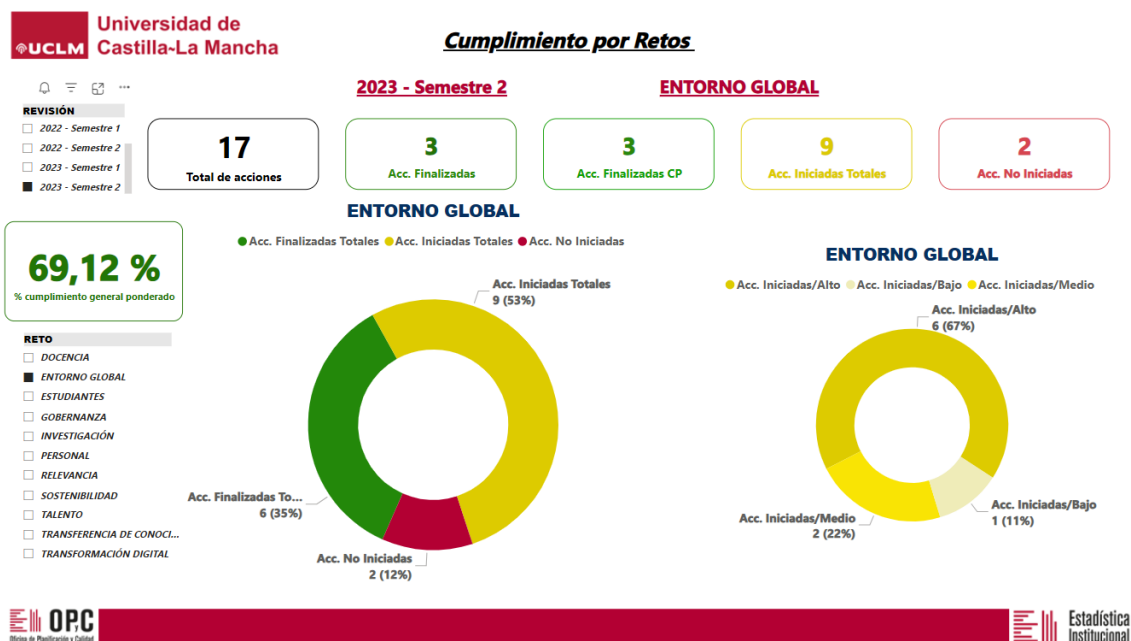 Universidad de
Castilla~La Mancha
UCLM
Cumplimiento por Retos
2023 - Semestre 2
ENTORNO GLOBAL
REVISIÓN
2022 - Semestre 1
2022 - Semestre 2
2023 - Semestre 1
2023 - Semestre 2
17
Total de acciones
3
Acc. Finalizadas
3
Acc. Finalizadas CP
9
Acc. Iniciadas Totales
2
Acc. No Iniciadas
69,12 %
% cumplimiento general ponderado
ENTORNO GLOBAL
Acc. Finalizadas Totales Acc. Iniciadas Totales Acc. No Iniciadas
Acc. Iniciadas Totales
9 (53%)
Acc. Finalizadas To...
6 (35%)
Acc. No Iniciadas
2 (12%)
ENTORNO GLOBAL
Acc. Iniciadas/Alto Acc. Iniciadas/Bajo Acc. Iniciadas/Medio
Acc. Iniciadas/Alto
6 (67%)
Acc. Iniciadas/Bajo
1 (11%)
Acc. Iniciadas/Medio
2 (22%)
RETO
DOCENCIA
ENTORNO GLOBAL
ESTUDIANTES
GOBERNANZA
INVESTIGACIÓN
PERSONAL
RELEVANCIA
SOSTENIBILIDAD
TALENTO
TRANSFERENCIA DE CONOCI...
TRANSFORMACIÓN DIGITAL
OPC
Oficina de Planificación y Calidad
Estadística
Institucional